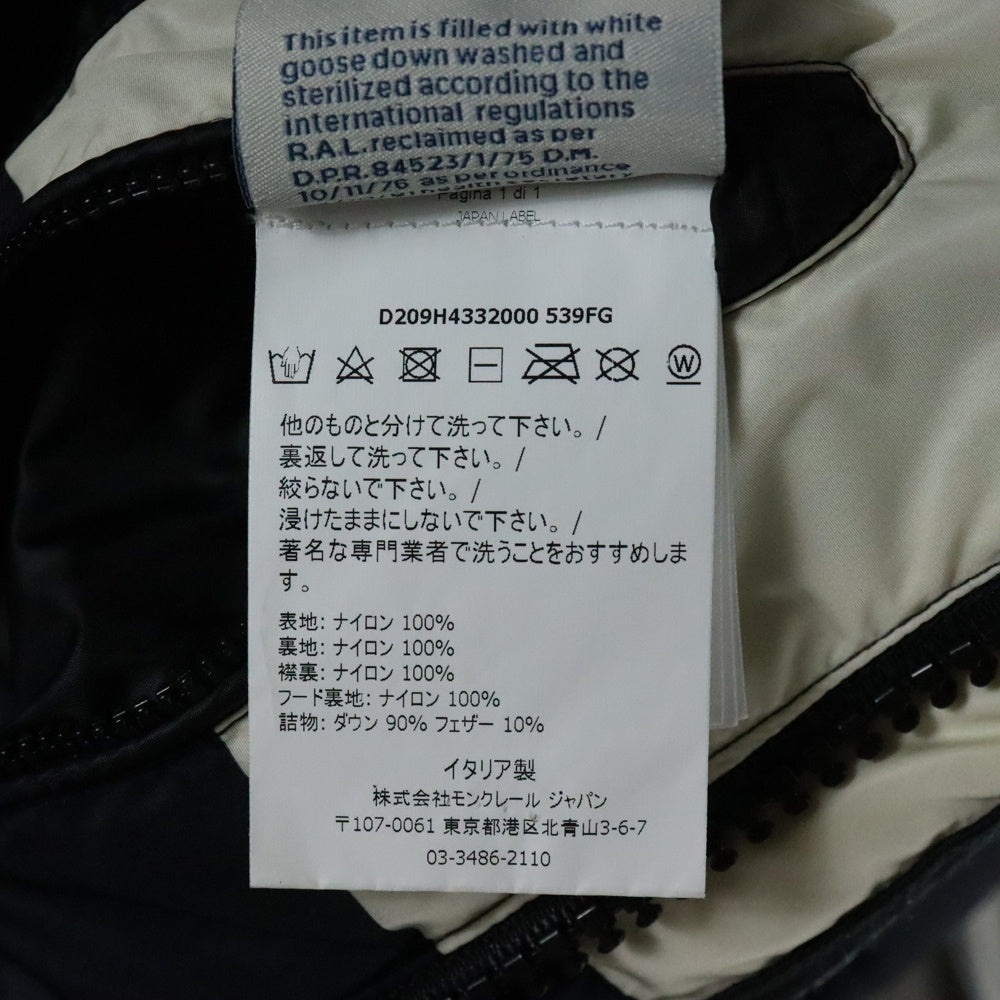 This item is filled with white
goose down washed and
sterilized according to the
international regulations
R.A.L. reclaimed as per
D.P.R. 84523/1/75 D.M.
10/11/76 as per ordinance
Pagina 1 di 1
JAPAN LABEL
D209H4332000 539FG
W
他のものと分けて洗って下さい。/
裏返して洗って下さい。/
絞らないで下さい。/
浸けたままにしないで下さい。/
著名な専門業者で洗うことをおすすめしま
す。
表地: ナイロン 100%
裏地: ナイロン 100%
襟裏: ナイロン 100%
フード裏地: ナイロン 100%
詰物: ダウン 90% フェザー 10%
イタリア製
株式会社モンクレール ジャパン
〒107-0061 東京都港区北青山3-6-7
03-3486-2110